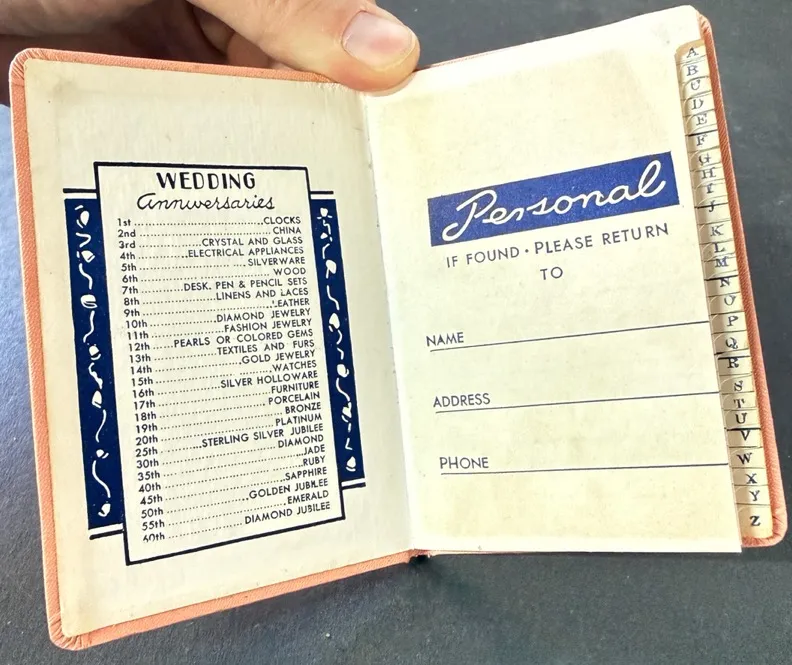 WEDDING
Anniversaries
1st ........ CLOCKS
2nd ........ CHINA
3rd ........ CRYSTAL AND GLASS
4th ........ ELECTRICAL APPLIANCES
5th ........ SILVERWARE
6th ........ WOOD
7th ........ DESK, PEN & PENCIL SETS
8th ........ LINENS AND LACES
9th ........ LEATHER
10th ........ DIAMOND JEWELRY
11th ........ FASHION JEWELRY
12th ........ PEARLS OR COLORED GEMS
13th ........ TEXTILES AND FURS
14th ........ GOLD JEWELRY
15th ........ WATCHES
16th ........ SILVER HOLLOWARE
17th ........ FURNITURE
18th ........ PORCELAIN
19th ........ BRONZE
20th ........ PLATINUM
25th ........ STERLING SILVER JUBILEE
30th ........ DIAMOND
35th ........ JADE
40th ........ RUBY
45th ........ SAPPHIRE
50th ........ GOLDEN JUBILEE
55th ........ EMERALD
60th ........ DIAMOND JUBILEE
Personal
IF FOUND · PLEASE RETURN
TO
NAME
ADDRESS
PHONE
A
B
C
D
E
F
G
H
I
J
K
L
M
N
O
P
Q
R
S
T
U
V
W
X
Y
Z